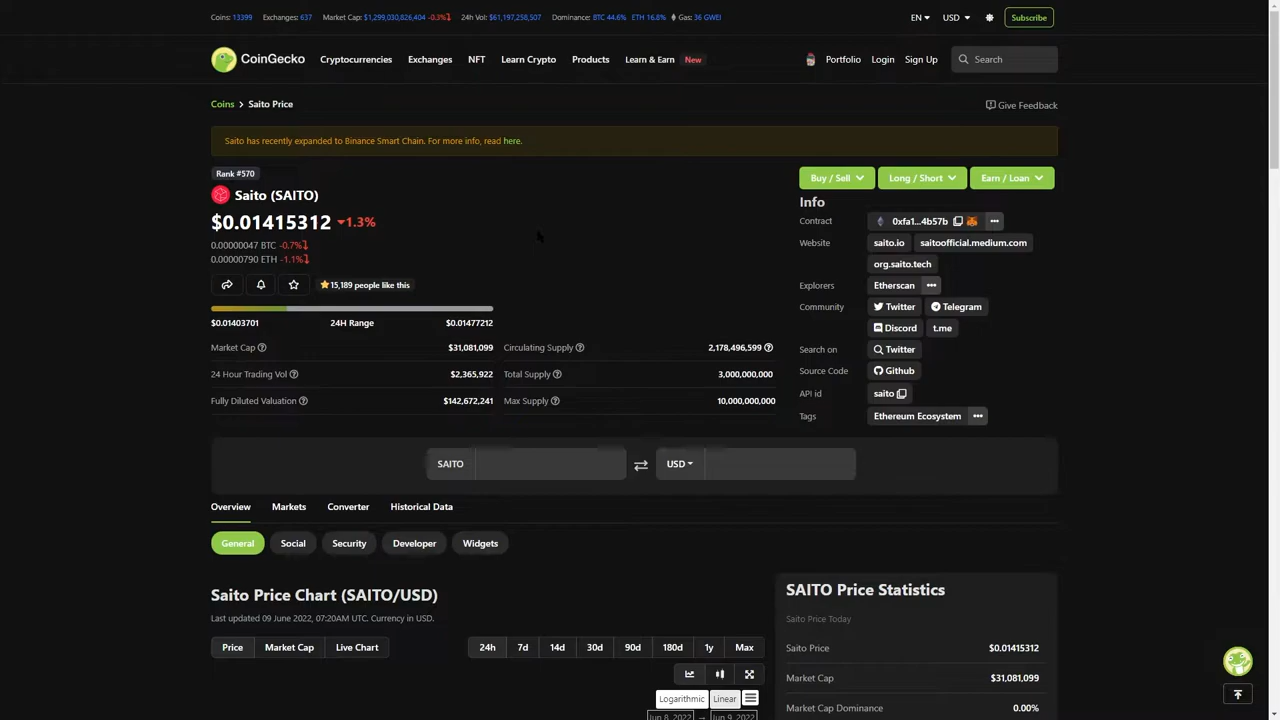 Coins: 13399 Exchanges: 637 Market Cap: $1,299,030,826,404 -0.3% 24h Vol: $61,197,258,507 Dominance: BTC 44.6% ETH 16.8% Gas: 36 GWEI EN USD Subscribe
CoinGecko Cryptocurrencies Exchanges NFT Learn Crypto Products Learn & Earn New Portfolio Login Sign Up Search
Coins > Saito Price Give Feedback
Saito has recently expanded to Binance Smart Chain. For more info, read here.
Rank #570
Saito (SAITO)
$0.01415312 1.3%
0.00000047 BTC -0.7%
0.00000790 ETH -1.1%
15,189 people like this
$0.01403701 24H Range $0.01477212
Market Cap $31,081,099
24 Hour Trading Vol $2,365,922
Fully Diluted Valuation $142,672,241
Circulating Supply 2,178,496,599
Total Supply 3,000,000,000
Max Supply 10,000,000,000
Buy / Sell Long / Short Earn / Loan
Info
Contract 0xfa1...4b57b
Website saito.io saitoofficial.medium.com
org.saito.tech
Explorers Etherscan
Community Twitter Telegram
Discord t.me
Search on Twitter
Source Code Github
API id saito
Tags Ethereum Ecosystem
SAITO USD
Overview Markets Converter Historical Data
General Social Security Developer Widgets
Saito Price Chart (SAITO/USD)
Last updated 09 June 2022, 07:20AM UTC. Currency in USD.
Price Market Cap Live Chart 24h 7d 14d 30d 90d 180d 1y Max
Logarithmic Linear
Jun 8, 2022 → Jun 9, 2022
SAITO Price Statistics
Saito Price Today
Saito Price $0.01415312
Market Cap $31,081,099
Market Cap Dominance 0.00%